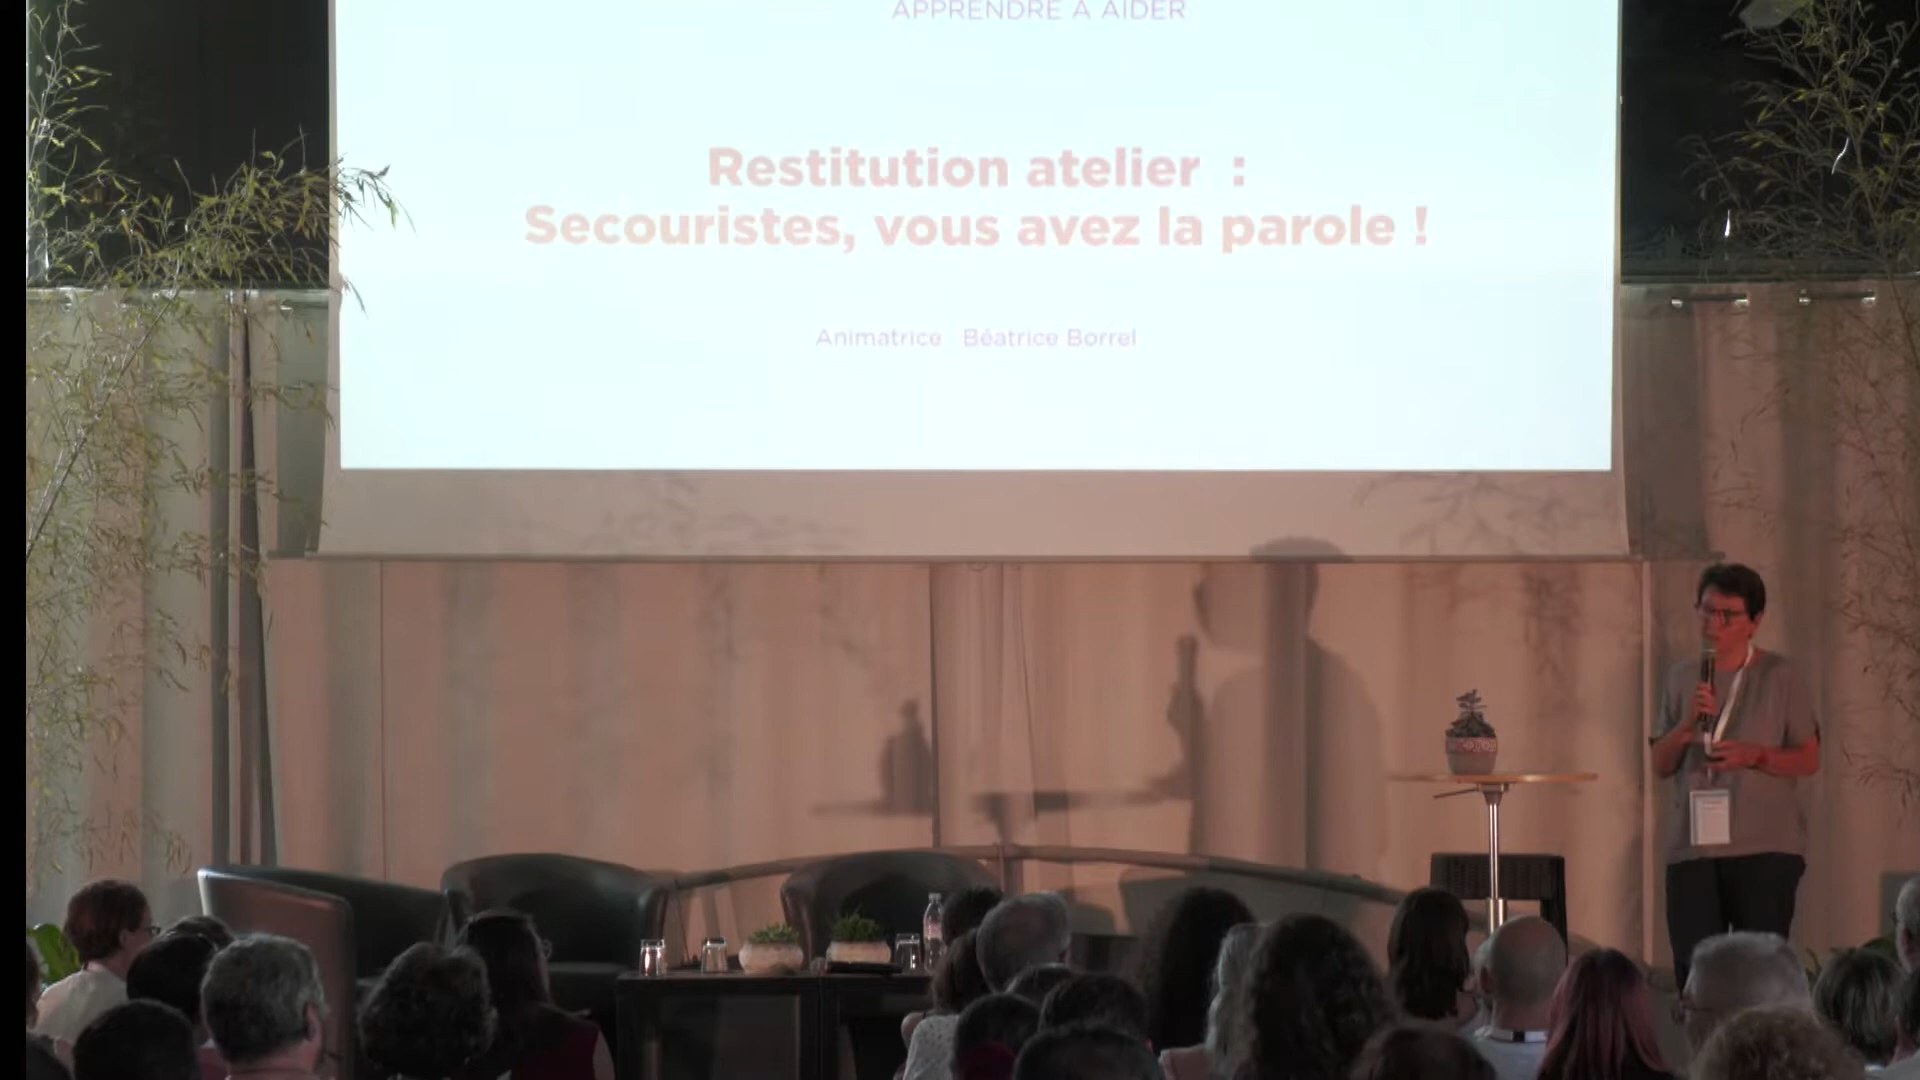 APPRENDRE À AIDER
Restitution atelier :
Secouristes, vous avez la parole !
Animatrice Béatrice Borrel